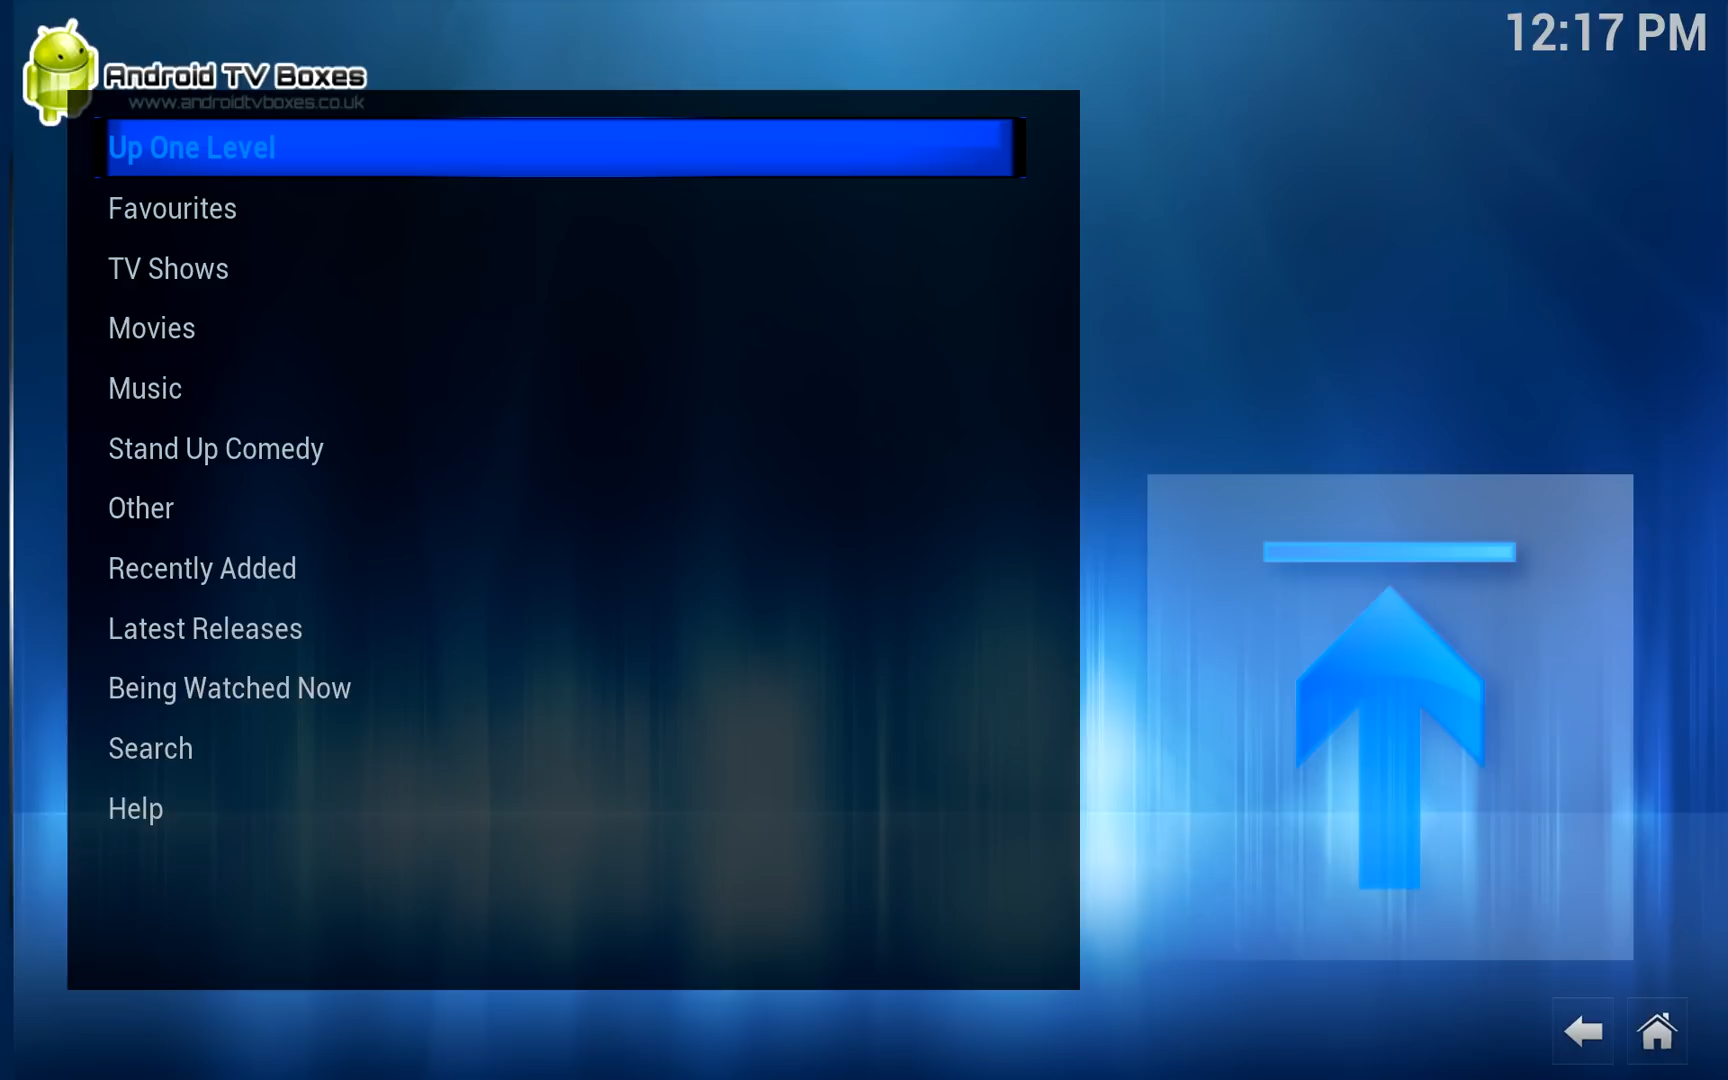 12:17 PM
Android TV Boxes
www.androidtvboxes.co.uk
Up One Level
Favourites
TV Shows
Movies
Music
Stand Up Comedy
Other
Recently Added
Latest Releases
Being Watched Now
Search
Help